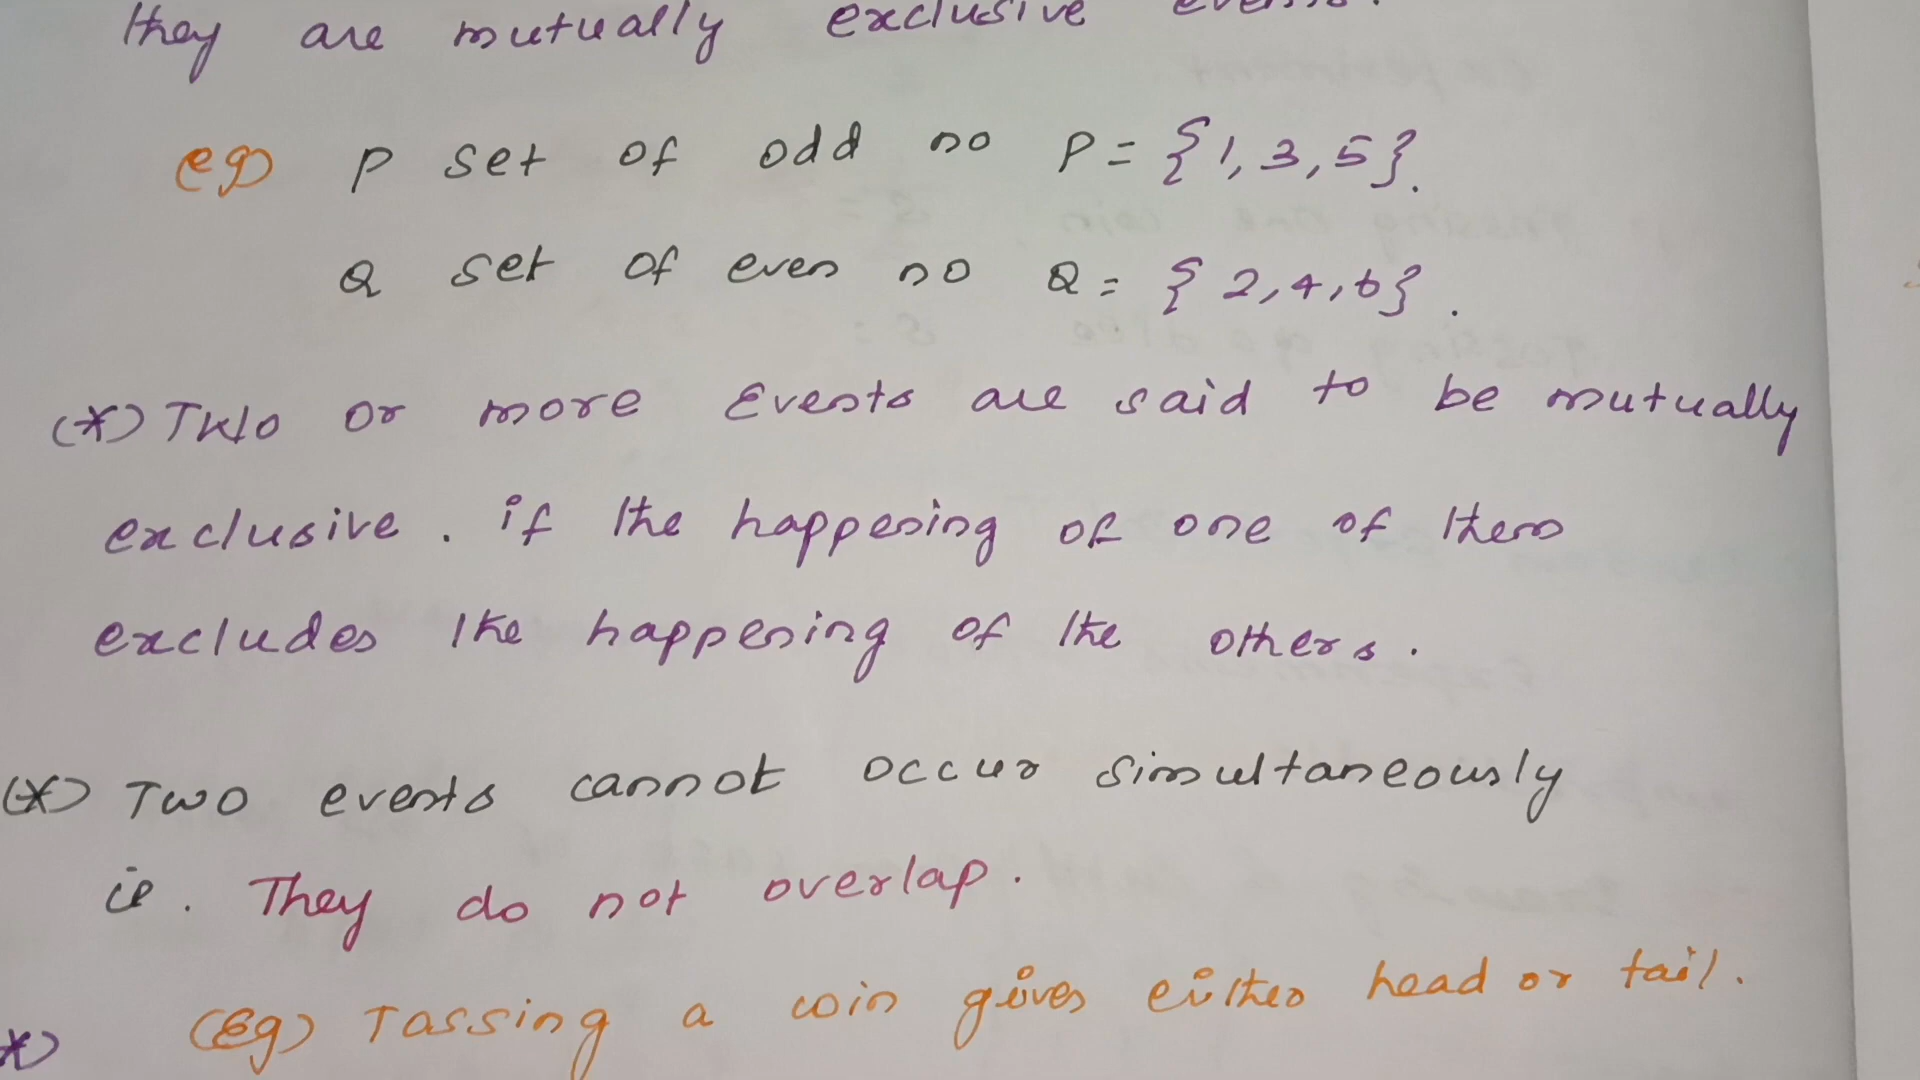 they are mutually exclusive events.
(eg) P set of odd no P = {1, 3, 5}.
Q set of even no Q = {2, 4, 6}.
(*) Two or more Events are said to be mutually
exclusive. if the happening of one of them
excludes the happening of the others.
(*) Two events cannot occur simultaneously
ie. They do not overlap.
(Eg) Tassing a coin gives either head or tail.
*)